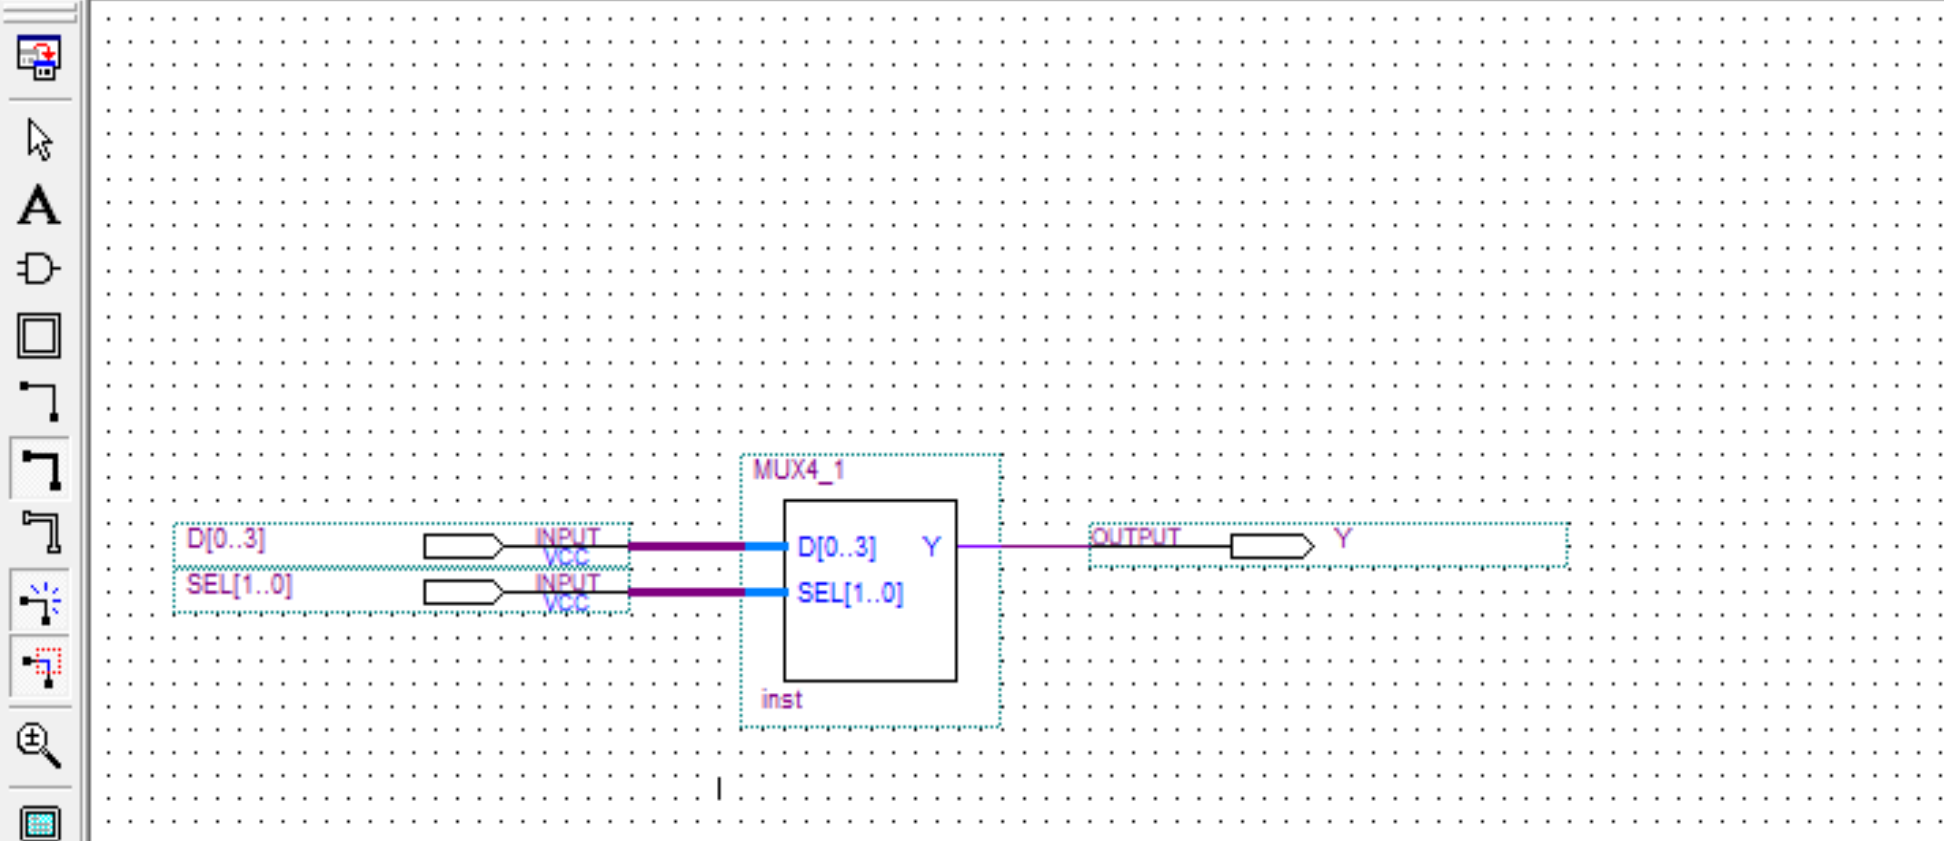 MUX4_1
D[0..3] INPUT VCC
D[0..3] Y
OUTPUT Y
SEL[1..0] INPUT VCC
SEL[1..0]
inst